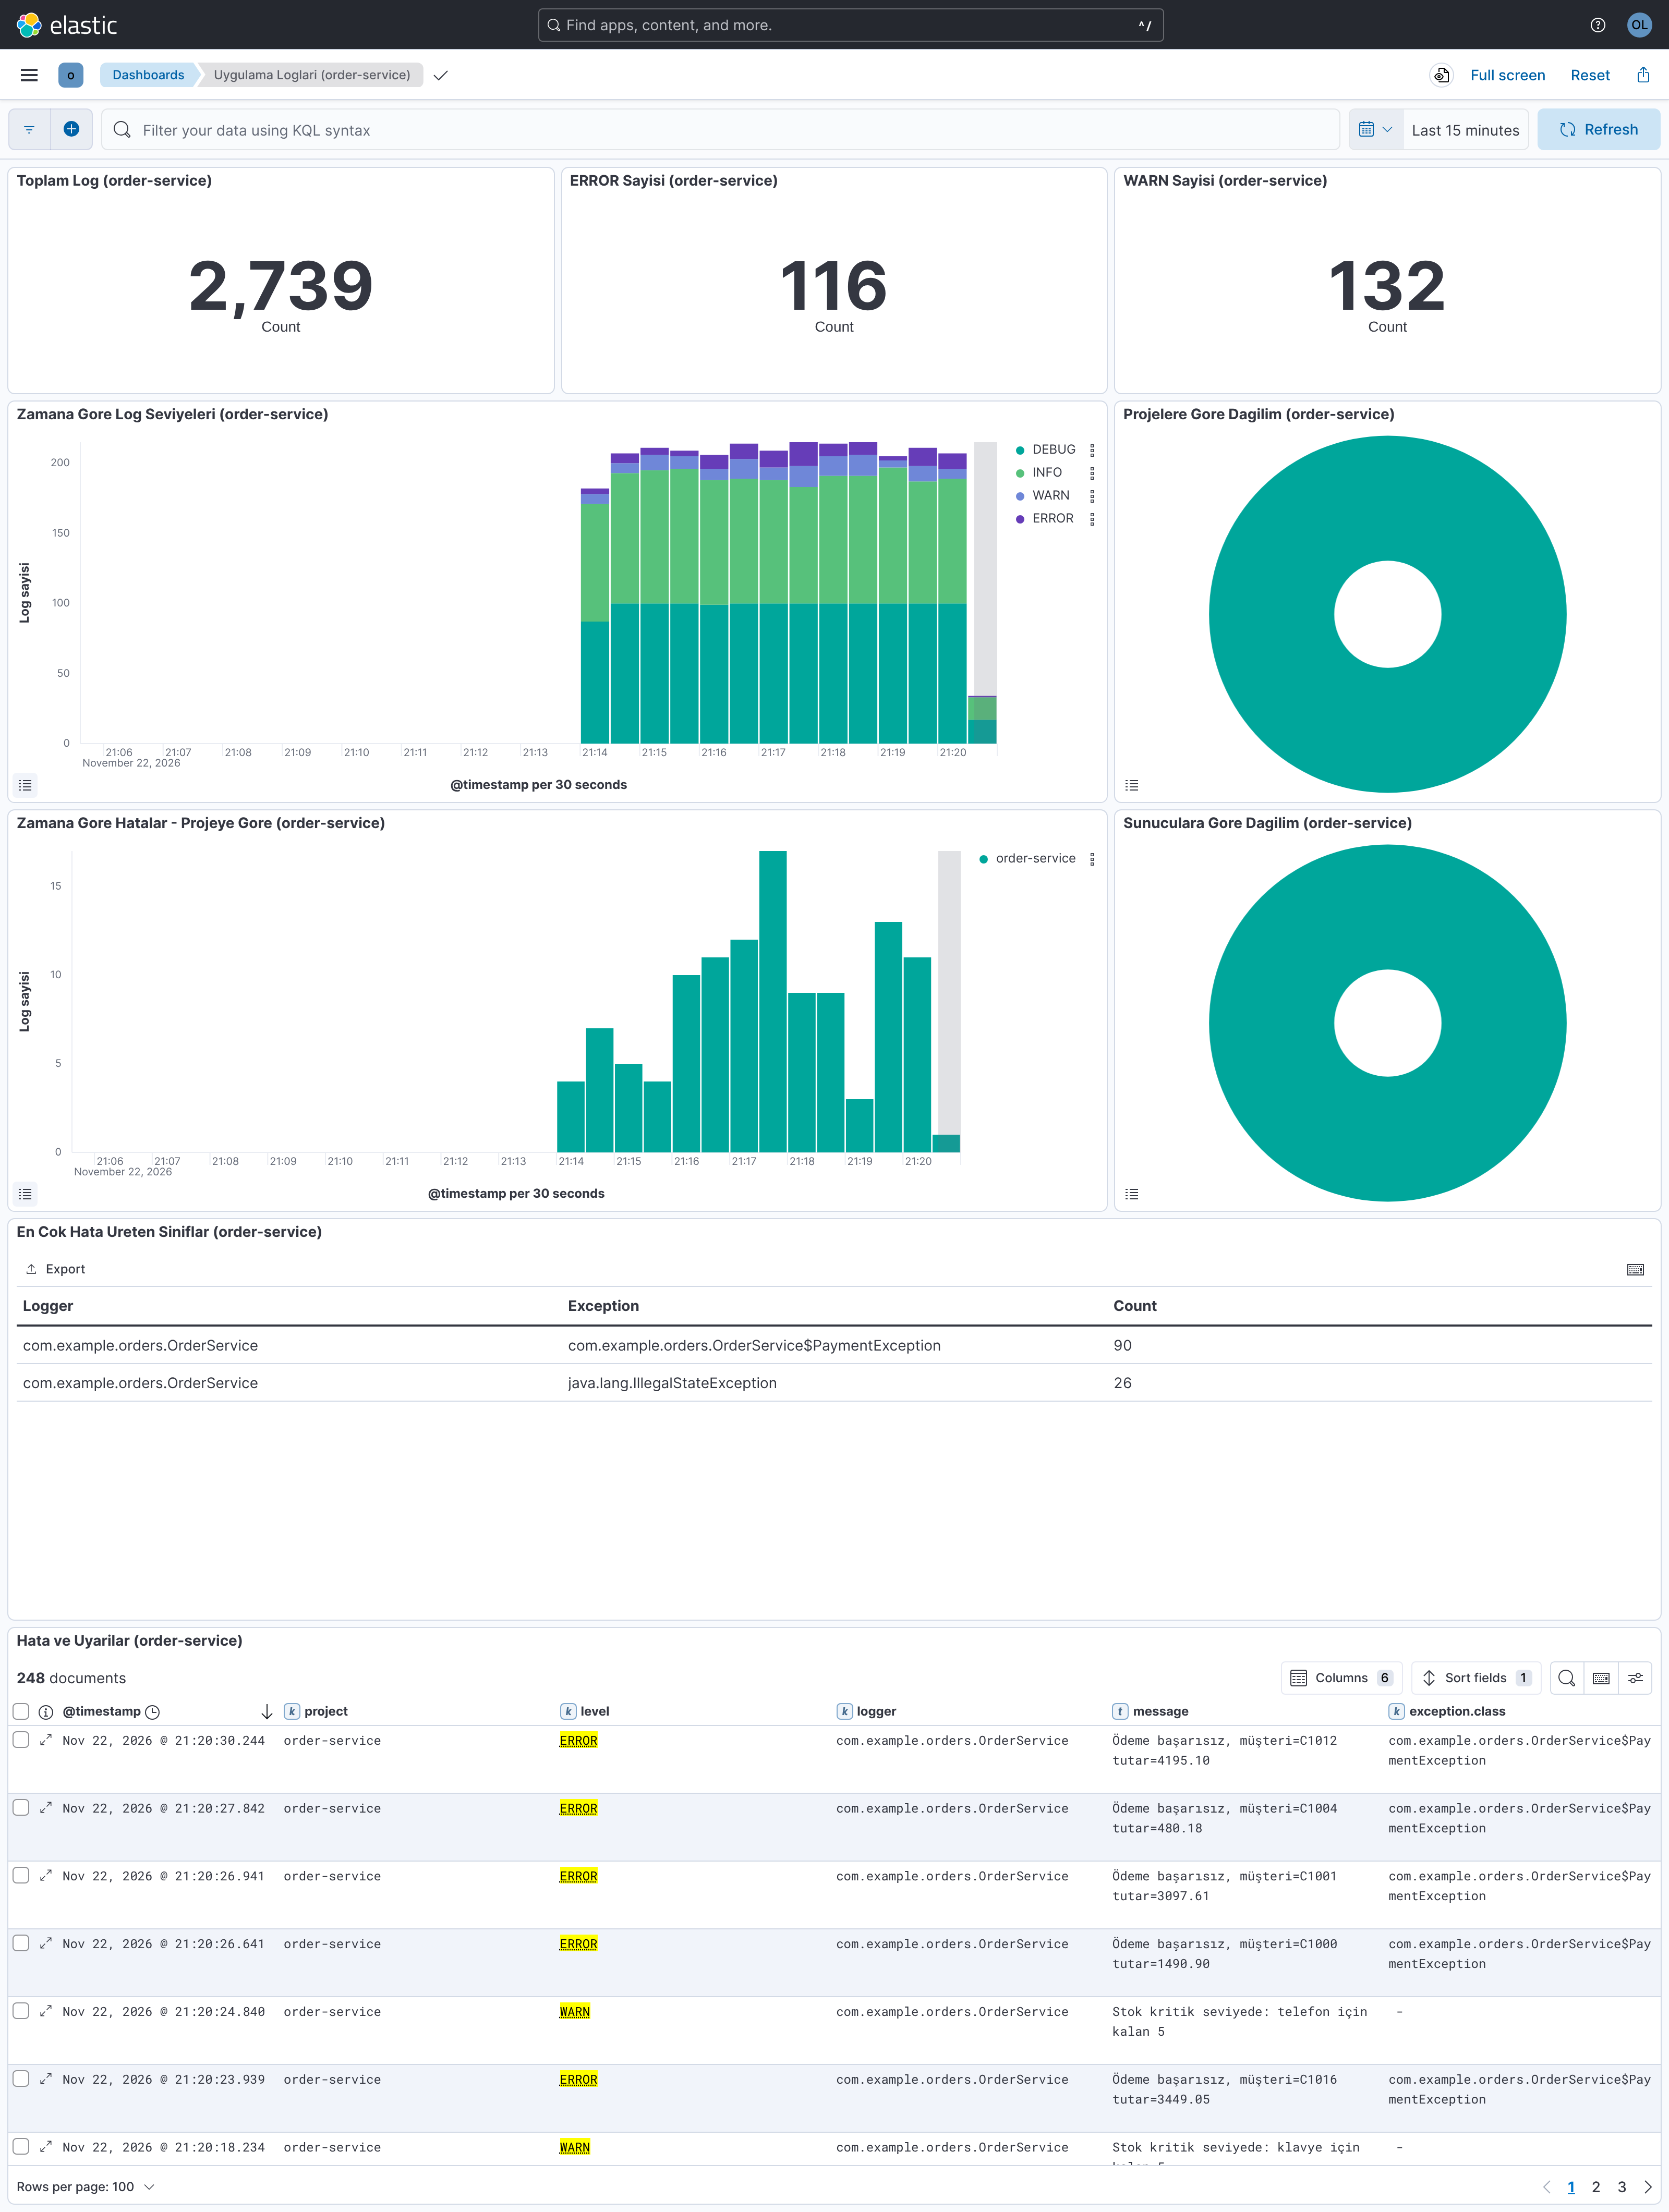 elastic
Find apps, content, and more.
^/
OL
o
Dashboards
Uygulama Loglari (order-service)
Full screen
Reset
Filter your data using KQL syntax
Last 15 minutes
Refresh
Toplam Log (order-service)
2,739
Count
ERROR Sayisi (order-service)
116
Count
WARN Sayisi (order-service)
132
Count
Zamana Gore Log Seviyeleri (order-service)
Log sayisi
200
150
100
50
0
21:06 21:07 21:08 21:09 21:10 21:11 21:12 21:13 21:14 21:15 21:16 21:17 21:18 21:19 21:20
November 22, 2026
@timestamp per 30 seconds
DEBUG
INFO
WARN
ERROR
Projelere Gore Dagilim (order-service)
Zamana Gore Hatalar - Projeye Gore (order-service)
Log sayisi
15
10
5
0
21:06 21:07 21:08 21:09 21:10 21:11 21:12 21:13 21:14 21:15 21:16 21:17 21:18 21:19 21:20
November 22, 2026
@timestamp per 30 seconds
order-service
Sunuculara Gore Dagilim (order-service)
En Cok Hata Ureten Siniflar (order-service)
Export
Logger Exception Count
com.example.orders.OrderService com.example.orders.OrderService$PaymentException 90
com.example.orders.OrderService java.lang.IllegalStateException 26
Hata ve Uyarilar (order-service)
248 documents
Columns 6
Sort fields 1
@timestamp k project k level k logger t message k exception.class
Nov 22, 2026 @ 21:20:30.244 order-service ERROR com.example.orders.OrderService Ödeme başarısız, müşteri=C1012 com.example.orders.OrderService$Pay
tutar=4195.10 mentException
Nov 22, 2026 @ 21:20:27.842 order-service ERROR com.example.orders.OrderService Ödeme başarısız, müşteri=C1004 com.example.orders.OrderService$Pay
tutar=480.18 mentException
Nov 22, 2026 @ 21:20:26.941 order-service ERROR com.example.orders.OrderService Ödeme başarısız, müşteri=C1001 com.example.orders.OrderService$Pay
tutar=3097.61 mentException
Nov 22, 2026 @ 21:20:26.641 order-service ERROR com.example.orders.OrderService Ödeme başarısız, müşteri=C1000 com.example.orders.OrderService$Pay
tutar=1490.90 mentException
Nov 22, 2026 @ 21:20:24.840 order-service WARN com.example.orders.OrderService Stok kritik seviyede: telefon için -
kalan 5
Nov 22, 2026 @ 21:20:23.939 order-service ERROR com.example.orders.OrderService Ödeme başarısız, müşteri=C1016 com.example.orders.OrderService$Pay
tutar=3449.05 mentException
Nov 22, 2026 @ 21:20:18.234 order-service WARN com.example.orders.OrderService Stok kritik seviyede: klavye için -
Rows per page: 100
1 2 3